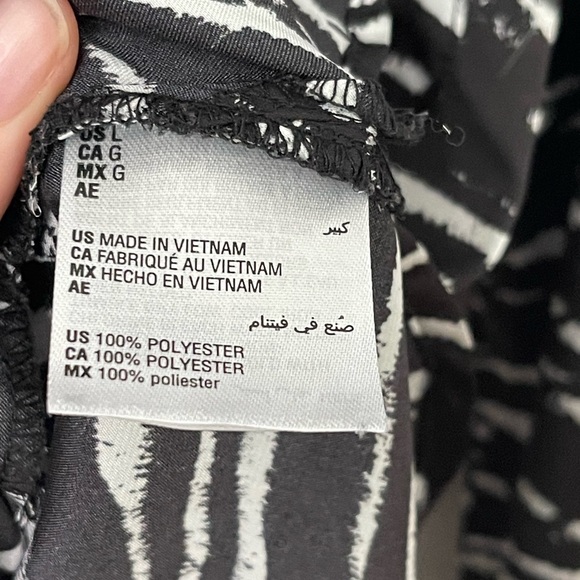 US L
CA G
MX G
AE
كبير
US MADE IN VIETNAM
CA FABRIQUÉ AU VIETNAM
MX HECHO EN VIETNAM
AE
صُنع في فيتنام
US 100% POLYESTER
CA 100% POLYESTER
MX 100% poliester